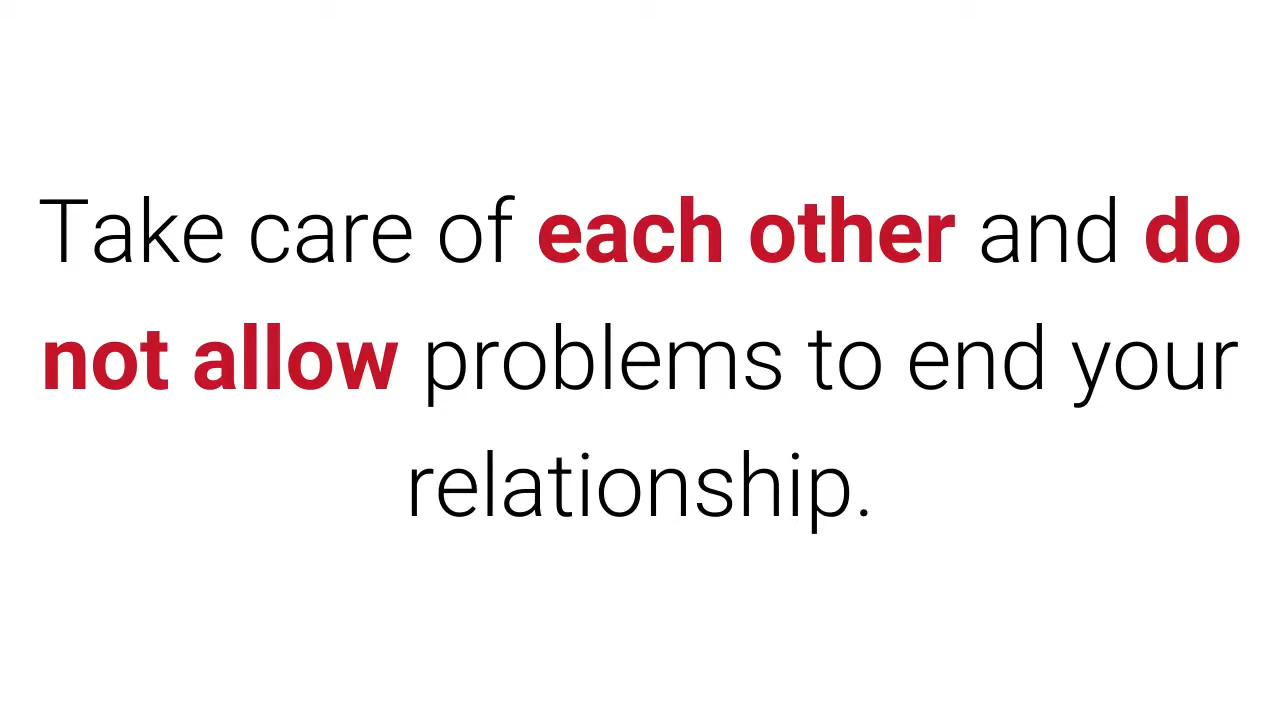 Take care of each other and do
not allow problems to end your
relationship.